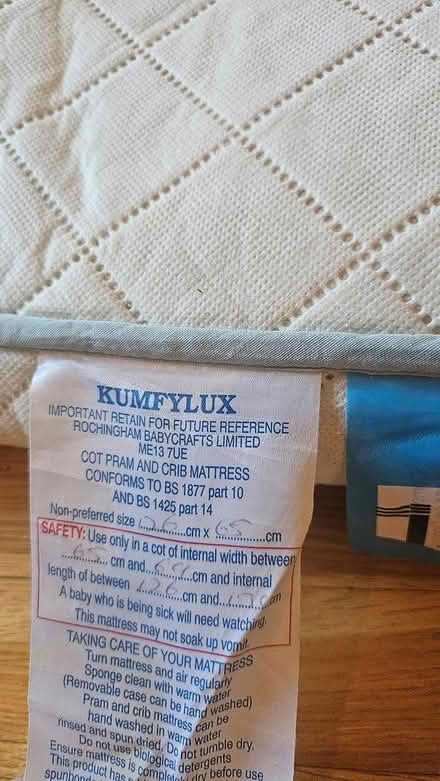 KUMFYLUX
IMPORTANT RETAIN FOR FUTURE REFERENCE
ROCHINGHAM BABYCRAFTS LIMITED
ME13 7UE
COT PRAM AND CRIB MATTRESS
CONFORMS TO BS 1877 part 10
AND BS 1425 part 14
Non-preferred size 126 cm x 65 cm
SAFETY: Use only in a cot of internal width between
65 cm and 69 cm and internal
length of between 126 cm and cm
A baby who is being sick will need watching.
This mattress may not soak up vomit.
TAKING CARE OF YOUR MATTRESS
Turn mattress and air regularly
Sponge clean with warm water
(Removable case can be hand washed)
Pram and crib mattress can be
hand washed in warm water
rinsed and spun dried. Do not tumble dry.
Do not use biological detergents
Ensure mattress is completely dry before use
This product has